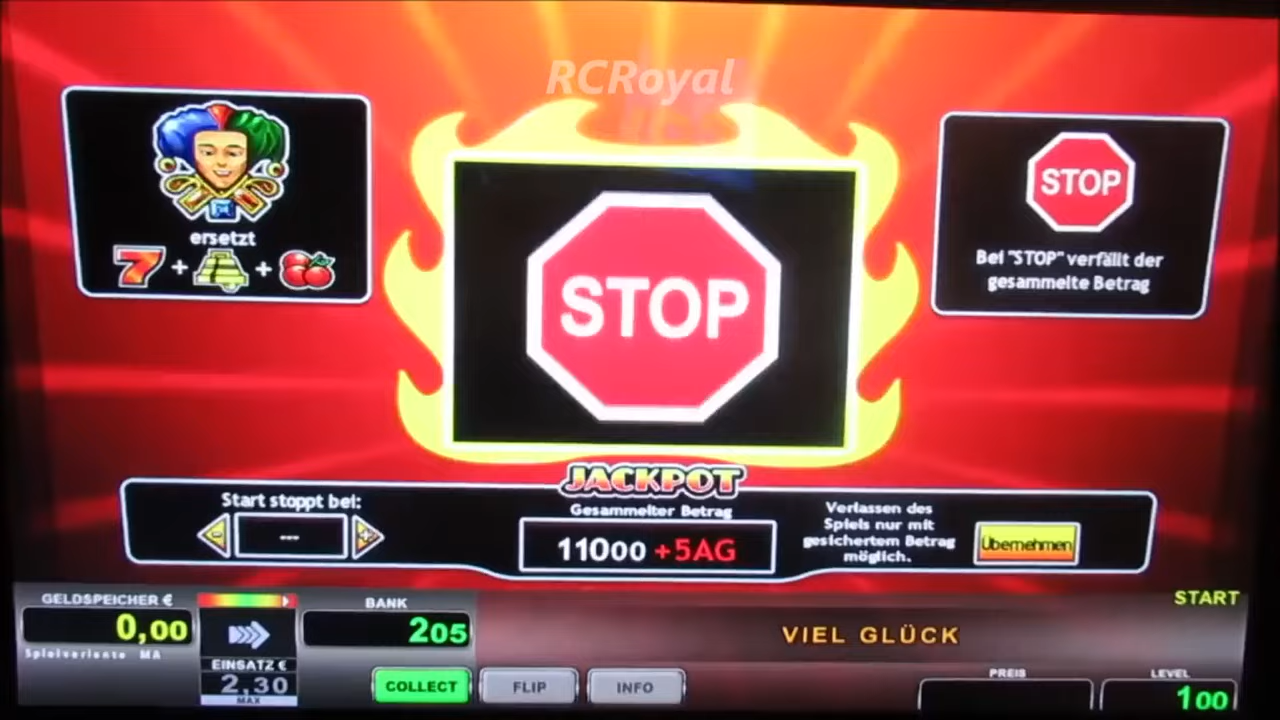 RCRoyal
ersetzt
7 + +
STOP
STOP
Bei "STOP" verfällt der
gesammelte Betrag
JACKPOT
Start stoppt bei:
---
Gesammelter Betrag
11000 +5AG
Verlassen des
Spiels nur mit
gesichertem Betrag
möglich.
Übernehmen
GELDSPEICHER €
0,00
Spielvariante MA
EINSATZ €
2,30
MAX
BANK
205
VIEL GLÜCK
START
COLLECT
FLIP
INFO
PREIS
LEVEL
100